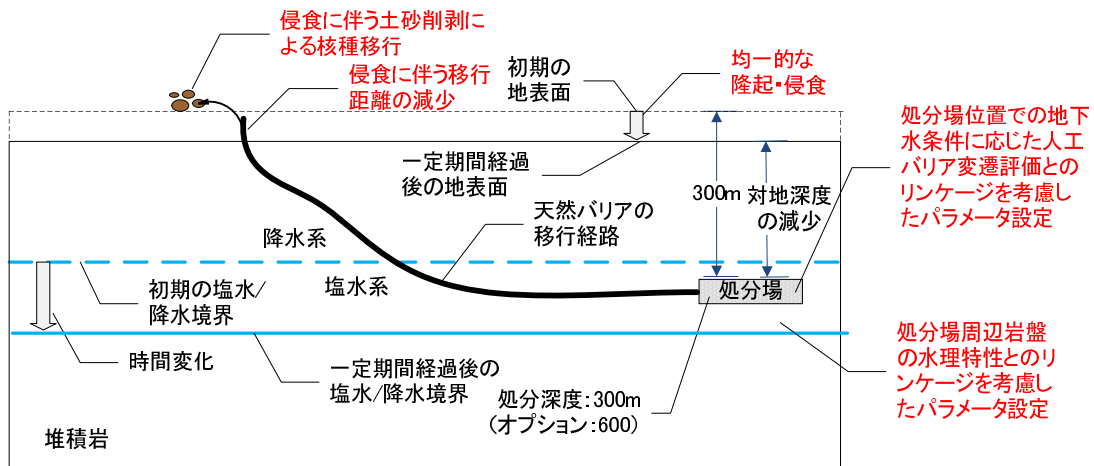 侵食に伴う土砂削剥に
よる核種移行
侵食に伴う移行
距離の減少
初期の
地表面
均一的な
隆起・侵食
処分場位置での地下
水条件に応じた人工
バリア変遷評価との
リンケージを考慮し
たパラメータ設定
一定期間経過
後の地表面
300m
対地深度
の減少
天然バリアの
移行経路
降水系
塩水系
初期の塩水/
降水境界
処分場
時間変化
一定期間経過後の
塩水/降水境界
処分深度:300m
(オプション:600)
処分場周辺岩盤
の水理特性とのリ
ンケージを考慮し
たパラメータ設定
堆積岩